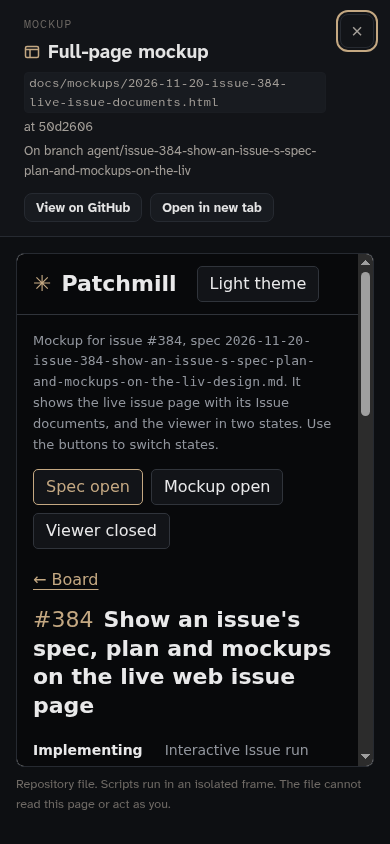 MOCKUP
Full-page mockup
docs/mockups/2026-11-20-issue-384-
live-issue-documents.html
at 50d2606
On branch agent/issue-384-show-an-issue-s-spec-
plan-and-mockups-on-the-liv
View on GitHub
Open in new tab
Patchmill
Light theme
Mockup for issue #384, spec 2026-11-20-
issue-384-show-an-issue-s-spec-plan-
and-mockups-on-the-liv-design.md. It
shows the live issue page with its Issue
documents, and the viewer in two states. Use
the buttons to switch states.
Spec open
Mockup open
Viewer closed
← Board
#384 Show an issue's
spec, plan and mockups
on the live web issue
page
Implementing
Interactive Issue run
Repository file. Scripts run in an isolated frame. The file cannot
read this page or act as you.